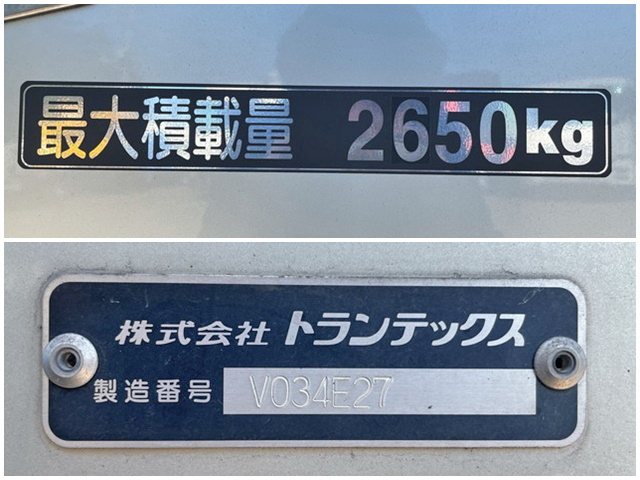 最大積載量 2650kg
株式会社 トランテックス
製造番号 V034E27